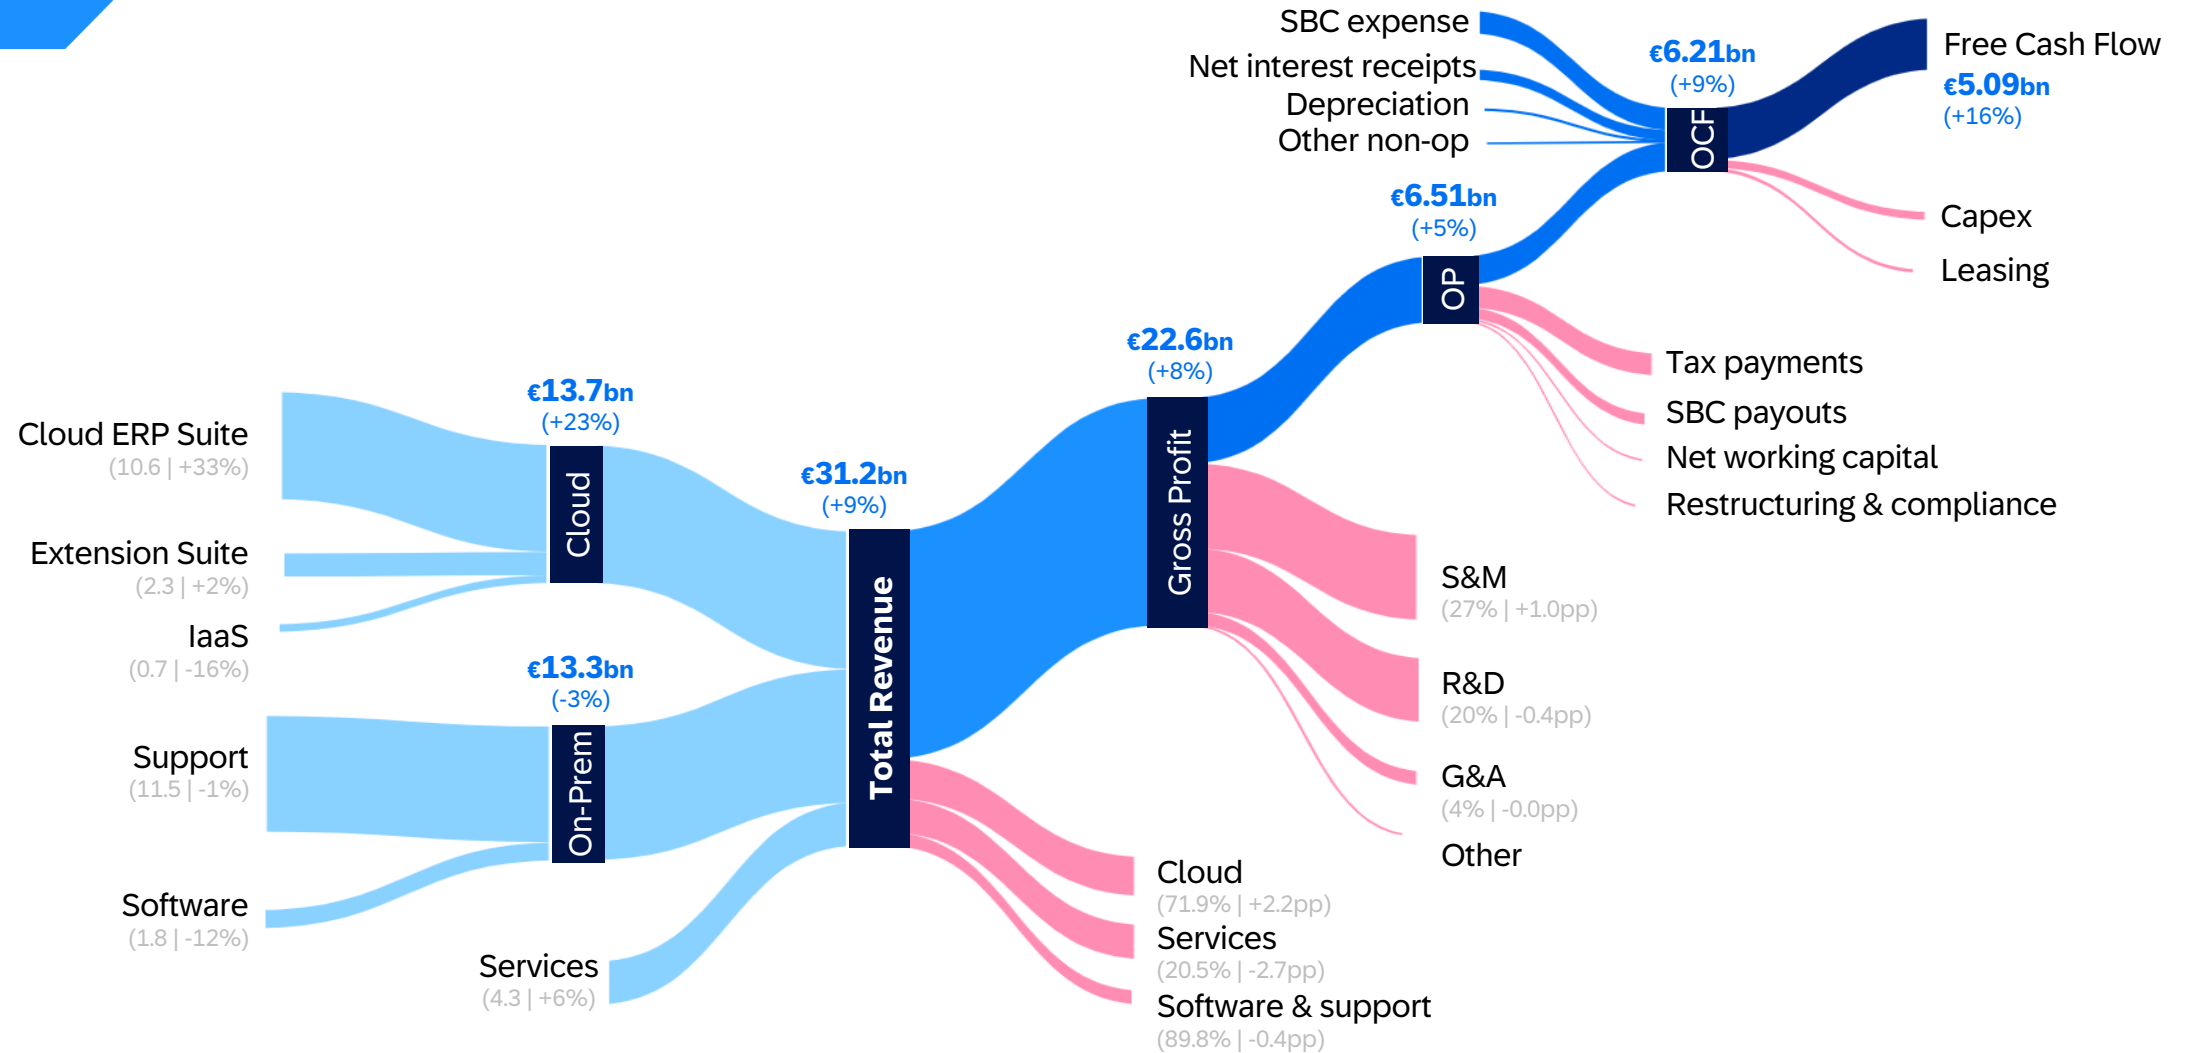 SBC expense
Net interest receipts
Depreciation
Other non-op
€6.21bn
(+9%)
OCF
Free Cash Flow
€5.09bn
(+16%)
Capex
Leasing
€6.51bn
(+5%)
OP
Tax payments
SBC payouts
Net working capital
Restructuring & compliance
€22.6bn
(+8%)
Gross Profit
S&M
(27% | +1.0pp)
R&D
(20% | -0.4pp)
G&A
(4% | -0.0pp)
Other
Cloud ERP Suite
(10.6 | +33%)
Extension Suite
(2.3 | +2%)
IaaS
(0.7 | -16%)
€13.7bn
(+23%)
Cloud
Support
(11.5 | -1%)
Software
(1.8 | -12%)
€13.3bn
(-3%)
On-Prem
Services
(4.3 | +6%)
€31.2bn
(+9%)
Total Revenue
Cloud
(71.9% | +2.2pp)
Services
(20.5% | -2.7pp)
Software & support
(89.8% | -0.4pp)